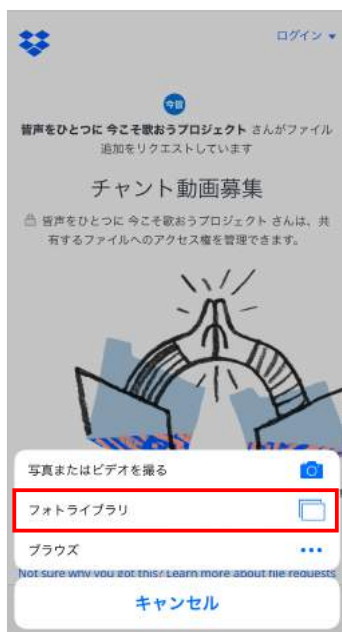 ログイン
今皆
皆声をひとつに 今こそ歌おうプロジェクト さんがファイル
追加をリクエストしています
チャント動画募集
皆声をひとつに 今こそ歌おうプロジェクト さんは、共
有するファイルへのアクセス権を管理できます。
写真またはビデオを撮る
フォトライブラリ
ブラウズ
Not sure why you got this? Learn more about file requests
キャンセル